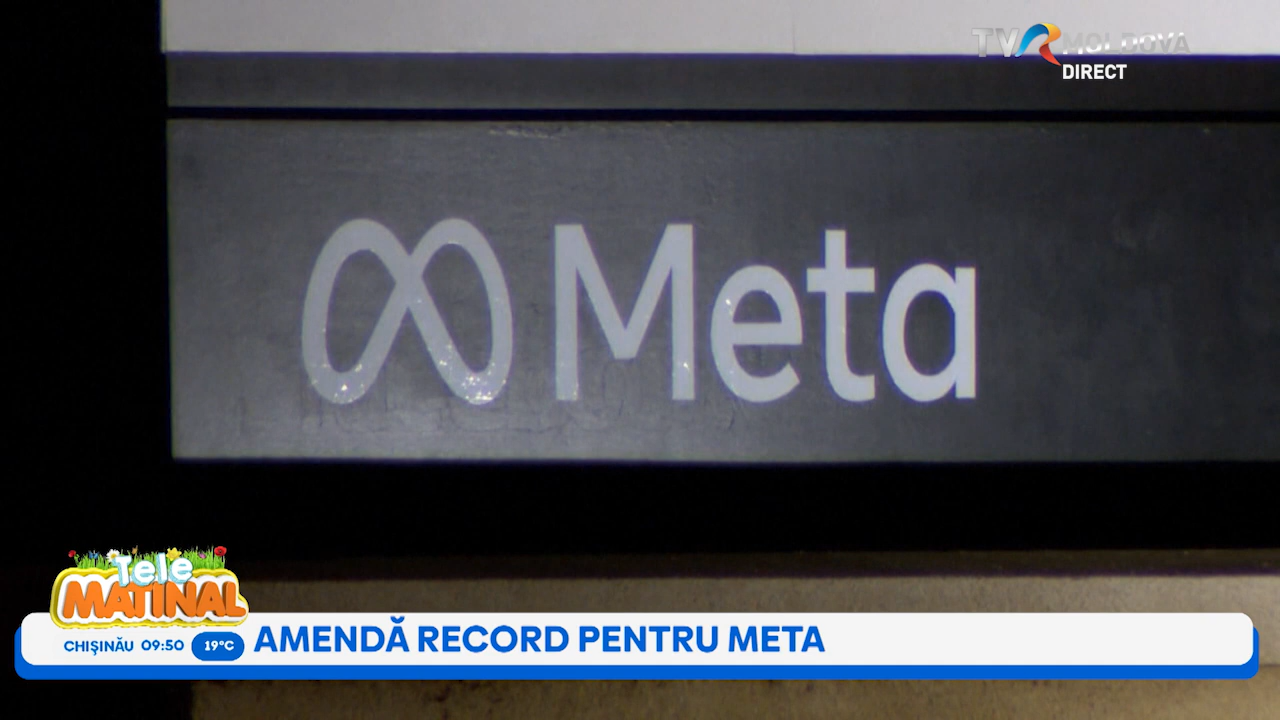 TVR MOLDOVA
DIRECT
Meta
Tele
MATINAL
CHIȘINĂU 09:50 19°C
AMENDĂ RECORD PENTRU META